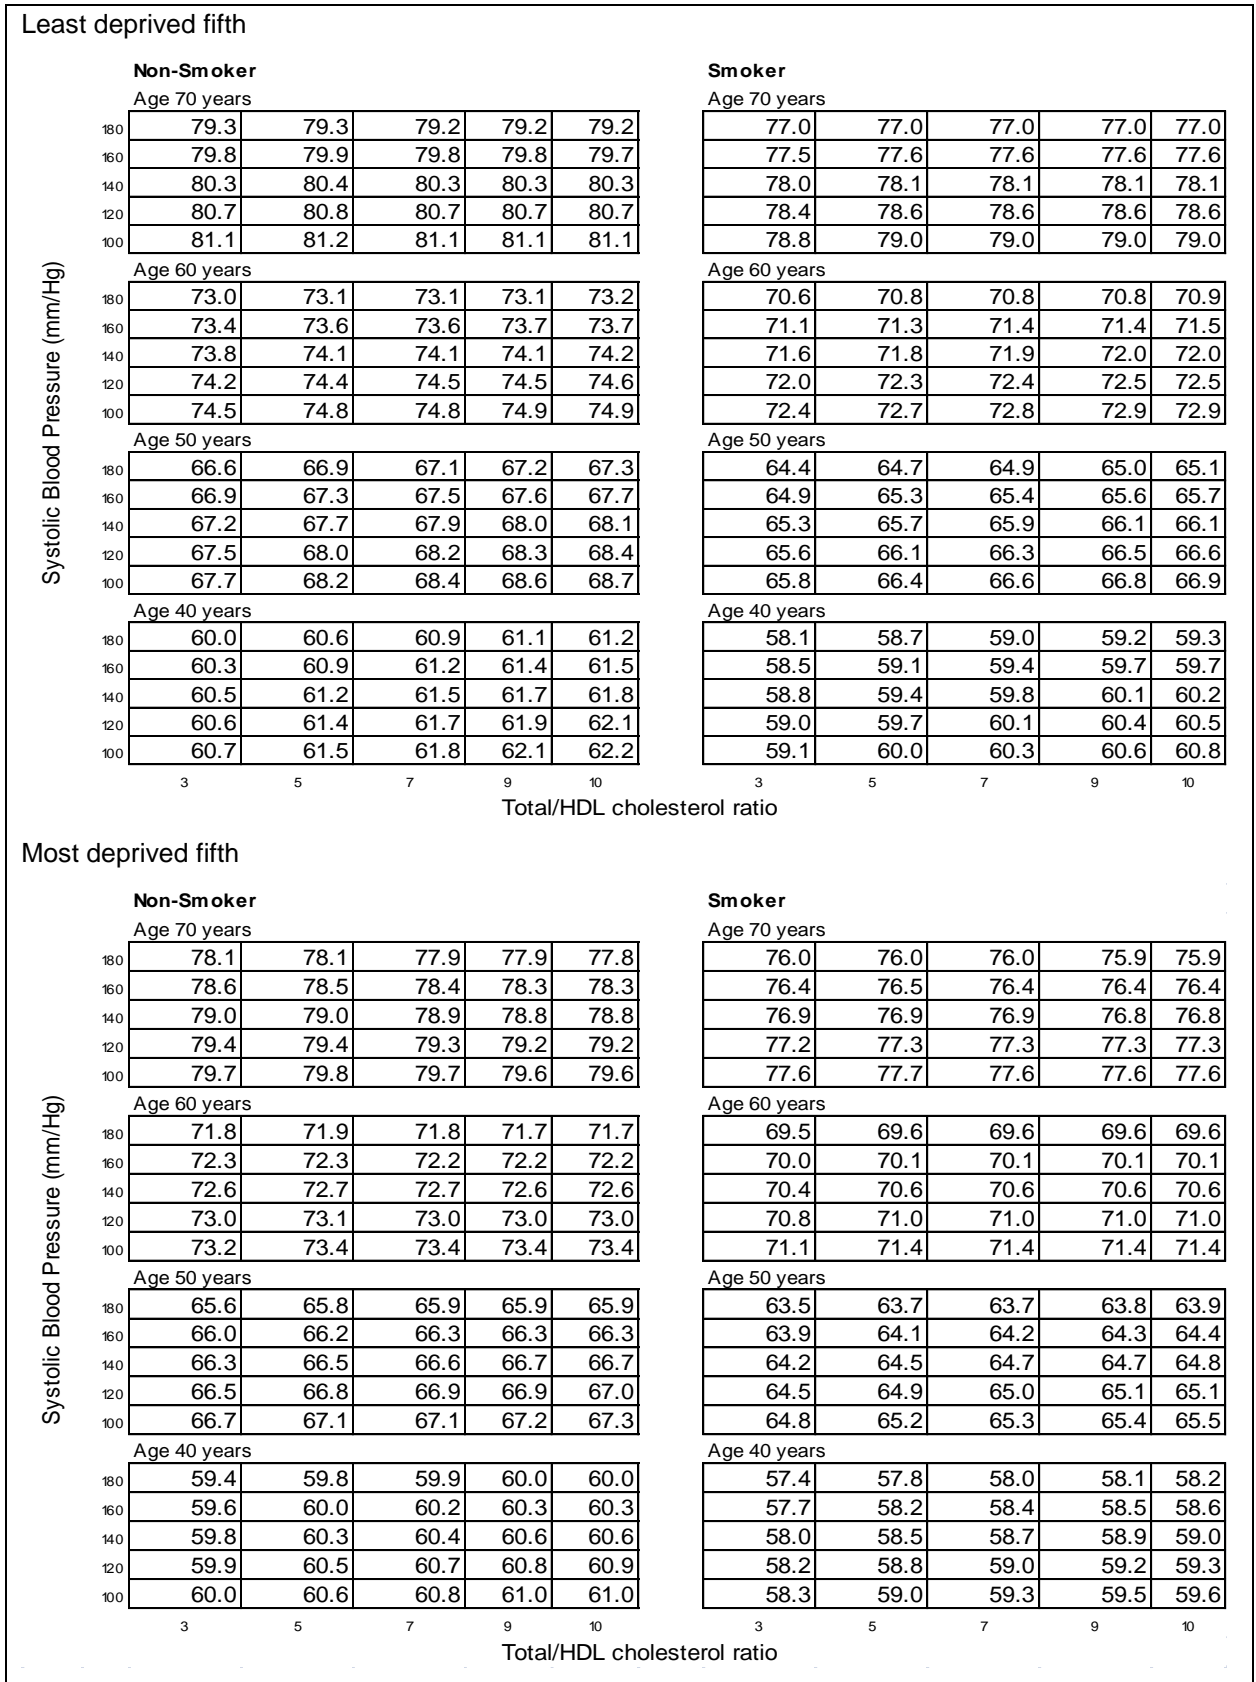 Least deprived fifth
Non-Smoker Smoker
Age 70 years Age 70 years
180 79.3 79.3 79.2 79.2 79.2 77.0 77.0 77.0 77.0 77.0
160 79.8 79.9 79.8 79.8 79.7 77.5 77.6 77.6 77.6 77.6
140 80.3 80.4 80.3 80.3 80.3 78.0 78.1 78.1 78.1 78.1
120 80.7 80.8 80.7 80.7 80.7 78.4 78.6 78.6 78.6 78.6
100 81.1 81.2 81.1 81.1 81.1 78.8 79.0 79.0 79.0 79.0
Age 60 years Age 60 years
180 73.0 73.1 73.1 73.1 73.2 70.6 70.8 70.8 70.8 70.9
160 73.4 73.6 73.6 73.7 73.7 71.1 71.3 71.4 71.4 71.5
140 73.8 74.1 74.1 74.1 74.2 71.6 71.8 71.9 72.0 72.0
120 74.2 74.4 74.5 74.5 74.6 72.0 72.3 72.4 72.5 72.5
100 74.5 74.8 74.8 74.9 74.9 72.4 72.7 72.8 72.9 72.9
Systolic Blood Pressure (mm/Hg)
Age 50 years Age 50 years
180 66.6 66.9 67.1 67.2 67.3 64.4 64.7 64.9 65.0 65.1
160 66.9 67.3 67.5 67.6 67.7 64.9 65.3 65.4 65.6 65.7
140 67.2 67.7 67.9 68.0 68.1 65.3 65.7 65.9 66.1 66.1
120 67.5 68.0 68.2 68.3 68.4 65.6 66.1 66.3 66.5 66.6
100 67.7 68.2 68.4 68.6 68.7 65.8 66.4 66.6 66.8 66.9
Age 40 years Age 40 years
180 60.0 60.6 60.9 61.1 61.2 58.1 58.7 59.0 59.2 59.3
160 60.3 60.9 61.2 61.4 61.5 58.5 59.1 59.4 59.7 59.7
140 60.5 61.2 61.5 61.7 61.8 58.8 59.4 59.8 60.1 60.2
120 60.6 61.4 61.7 61.9 62.1 59.0 59.7 60.1 60.4 60.5
100 60.7 61.5 61.8 62.1 62.2 59.1 60.0 60.3 60.6 60.8
3 5 7 9 10 3 5 7 9 10
Total/HDL cholesterol ratio
Most deprived fifth
Non-Smoker Smoker
Age 70 years Age 70 years
180 78.1 78.1 77.9 77.9 77.8 76.0 76.0 76.0 75.9 75.9
160 78.6 78.5 78.4 78.3 78.3 76.4 76.5 76.4 76.4 76.4
140 79.0 79.0 78.9 78.8 78.8 76.9 76.9 76.9 76.8 76.8
120 79.4 79.4 79.3 79.2 79.2 77.2 77.3 77.3 77.3 77.3
100 79.7 79.8 79.7 79.6 79.6 77.6 77.7 77.6 77.6 77.6
Age 60 years Age 60 years
180 71.8 71.9 71.8 71.7 71.7 69.5 69.6 69.6 69.6 69.6
160 72.3 72.3 72.2 72.2 72.2 70.0 70.1 70.1 70.1 70.1
140 72.6 72.7 72.7 72.6 72.6 70.4 70.6 70.6 70.6 70.6
120 73.0 73.1 73.0 73.0 73.0 70.8 71.0 71.0 71.0 71.0
100 73.2 73.4 73.4 73.4 73.4 71.1 71.4 71.4 71.4 71.4
Systolic Blood Pressure (mm/Hg)
Age 50 years Age 50 years
180 65.6 65.8 65.9 65.9 65.9 63.5 63.7 63.7 63.8 63.9
160 66.0 66.2 66.3 66.3 66.3 63.9 64.1 64.2 64.3 64.4
140 66.3 66.5 66.6 66.7 66.7 64.2 64.5 64.7 64.7 64.8
120 66.5 66.8 66.9 66.9 67.0 64.5 64.9 65.0 65.1 65.1
100 66.7 67.1 67.1 67.2 67.3 64.8 65.2 65.3 65.4 65.5
Age 40 years Age 40 years
180 59.4 59.8 59.9 60.0 60.0 57.4 57.8 58.0 58.1 58.2
160 59.6 60.0 60.2 60.3 60.3 57.7 58.2 58.4 58.5 58.6
140 59.8 60.3 60.4 60.6 60.6 58.0 58.5 58.7 58.9 59.0
120 59.9 60.5 60.7 60.8 60.9 58.2 58.8 59.0 59.2 59.3
100 60.0 60.6 60.8 61.0 61.0 58.3 59.0 59.3 59.5 59.6
3 5 7 9 10 3 5 7 9 10
Total/HDL cholesterol ratio